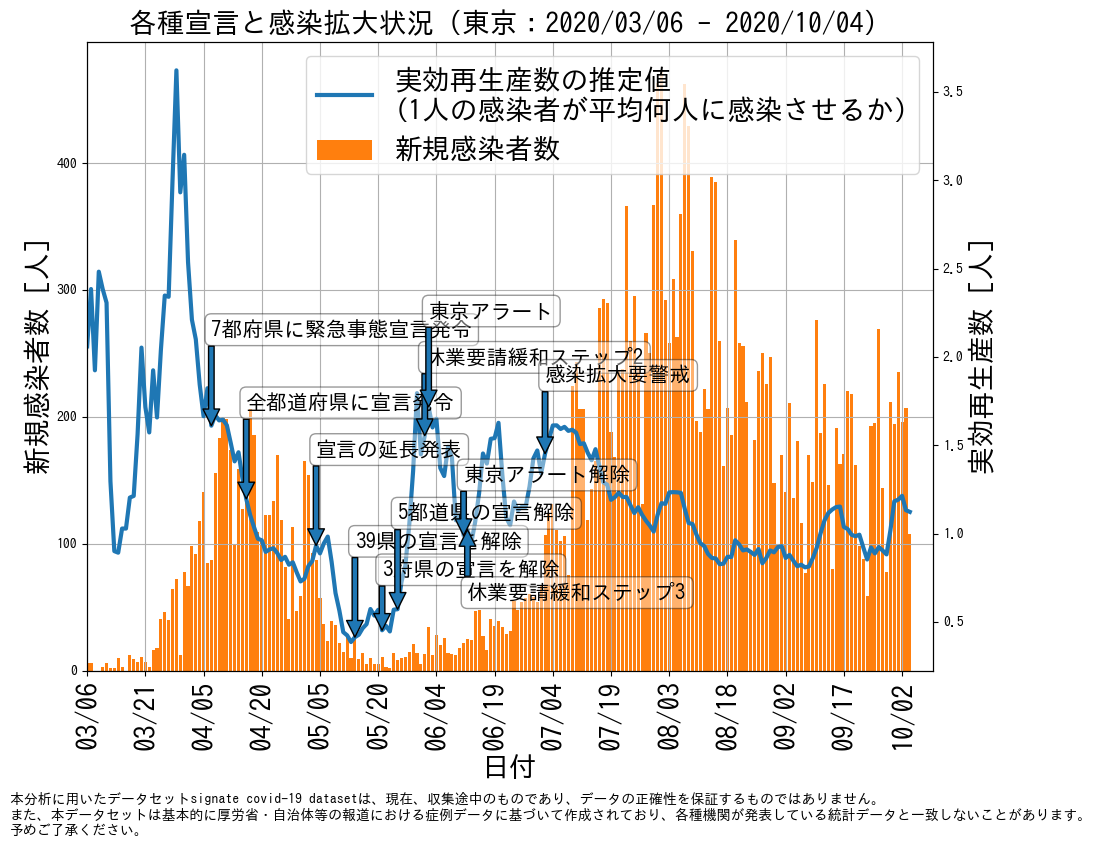 各種宣言と感染拡大状況 (東京：2020/03/06 - 2020/10/04)
実効再生産数の推定値
(1人の感染者が平均何人に感染させるか)
新規感染者数
新規感染者数 [人]
400
300
200
100
0
3.5
3.0
2.5
2.0
1.5
1.0
0.5
実効再生産数 [人]
東京アラート
7都府県に緊急事態宣言発令
休業要請緩和ステップ2
感染拡大要警戒
全都道府県に宣言発令
宣言の延長発表
東京アラート解除
5都道県の宣言解除
39県の宣言を解除
3府県の宣言を解除
休業要請緩和ステップ3
03/06
03/21
04/05
04/20
05/05
05/20
06/04
06/19
07/04
07/19
08/03
08/18
09/02
09/17
10/02
日付
本分析に用いたデータセットsignate covid-19 datasetは、現在、収集途中のものであり、データの正確性を保証するものではありません。
また、本データセットは基本的に厚労省・自治体等の報道における症例データに基づいて作成されており、各種機関が発表している統計データと一致しないことがあります。
予めご了承ください。